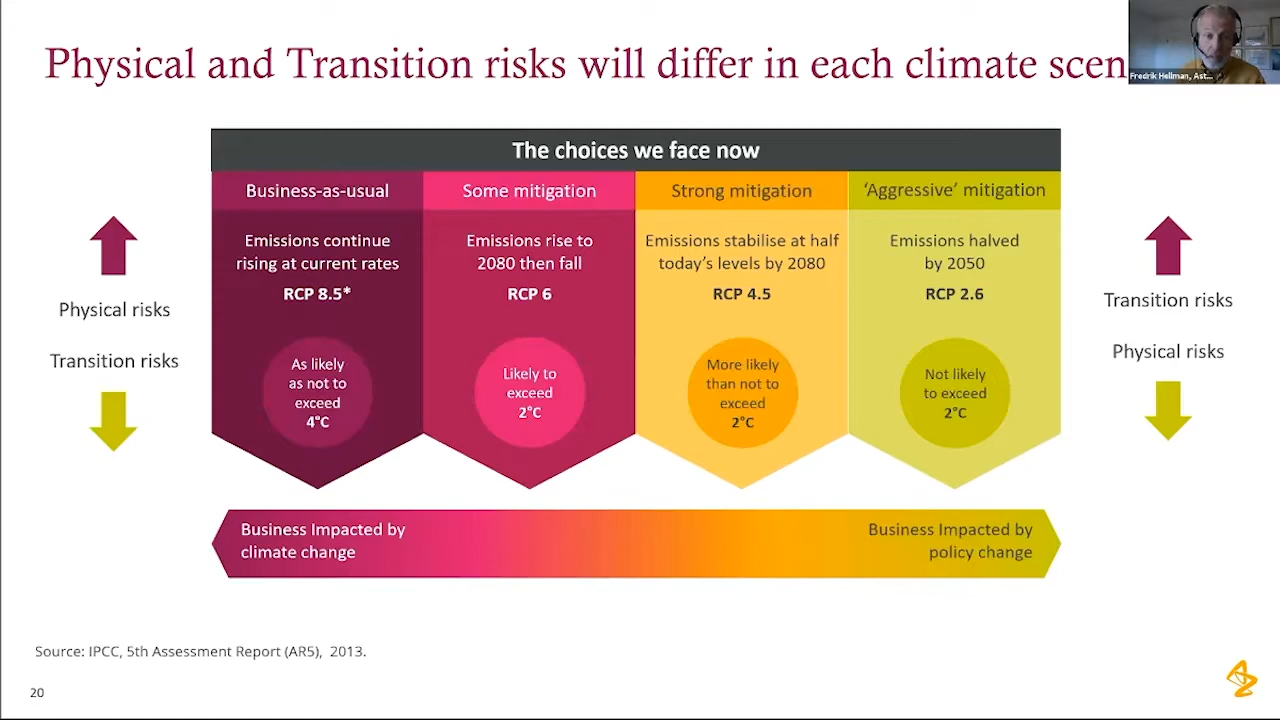 Physical and Transition risks will differ in each climate scen
Fredrik Hellman, Ast...
The choices we face now
Business-as-usual
Some mitigation
Strong mitigation
‘Aggressive’ mitigation
Emissions continue
rising at current rates
RCP 8.5*
Emissions rise to
2080 then fall
RCP 6
Emissions stabilise at half
today’s levels by 2080
RCP 4.5
Emissions halved
by 2050
RCP 2.6
Physical risks
Transition risks
Transition risks
Physical risks
As likely
as not to
exceed
4°C
Likely to
exceed
2°C
More likely
than not to
exceed
2°C
Not likely
to exceed
2°C
Business Impacted by
climate change
Business Impacted by
policy change
Source: IPCC, 5th Assessment Report (AR5), 2013.
20